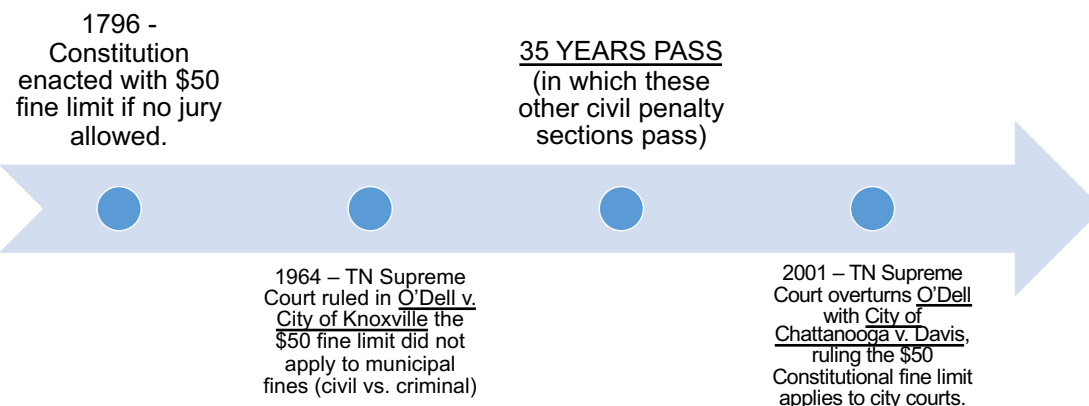 1796 -
Constitution
enacted with $50
fine limit if no jury
allowed.
1964 – TN Supreme
Court ruled in O’Dell v.
City of Knoxville the
$50 fine limit did not
apply to municipal
fines (civil vs. criminal)
35 YEARS PASS
(in which these
other civil penalty
sections pass)
2001 – TN Supreme
Court overturns O’Dell
with City of
Chattanooga v. Davis,
ruling the $50
Constitutional fine limit
applies to city courts.